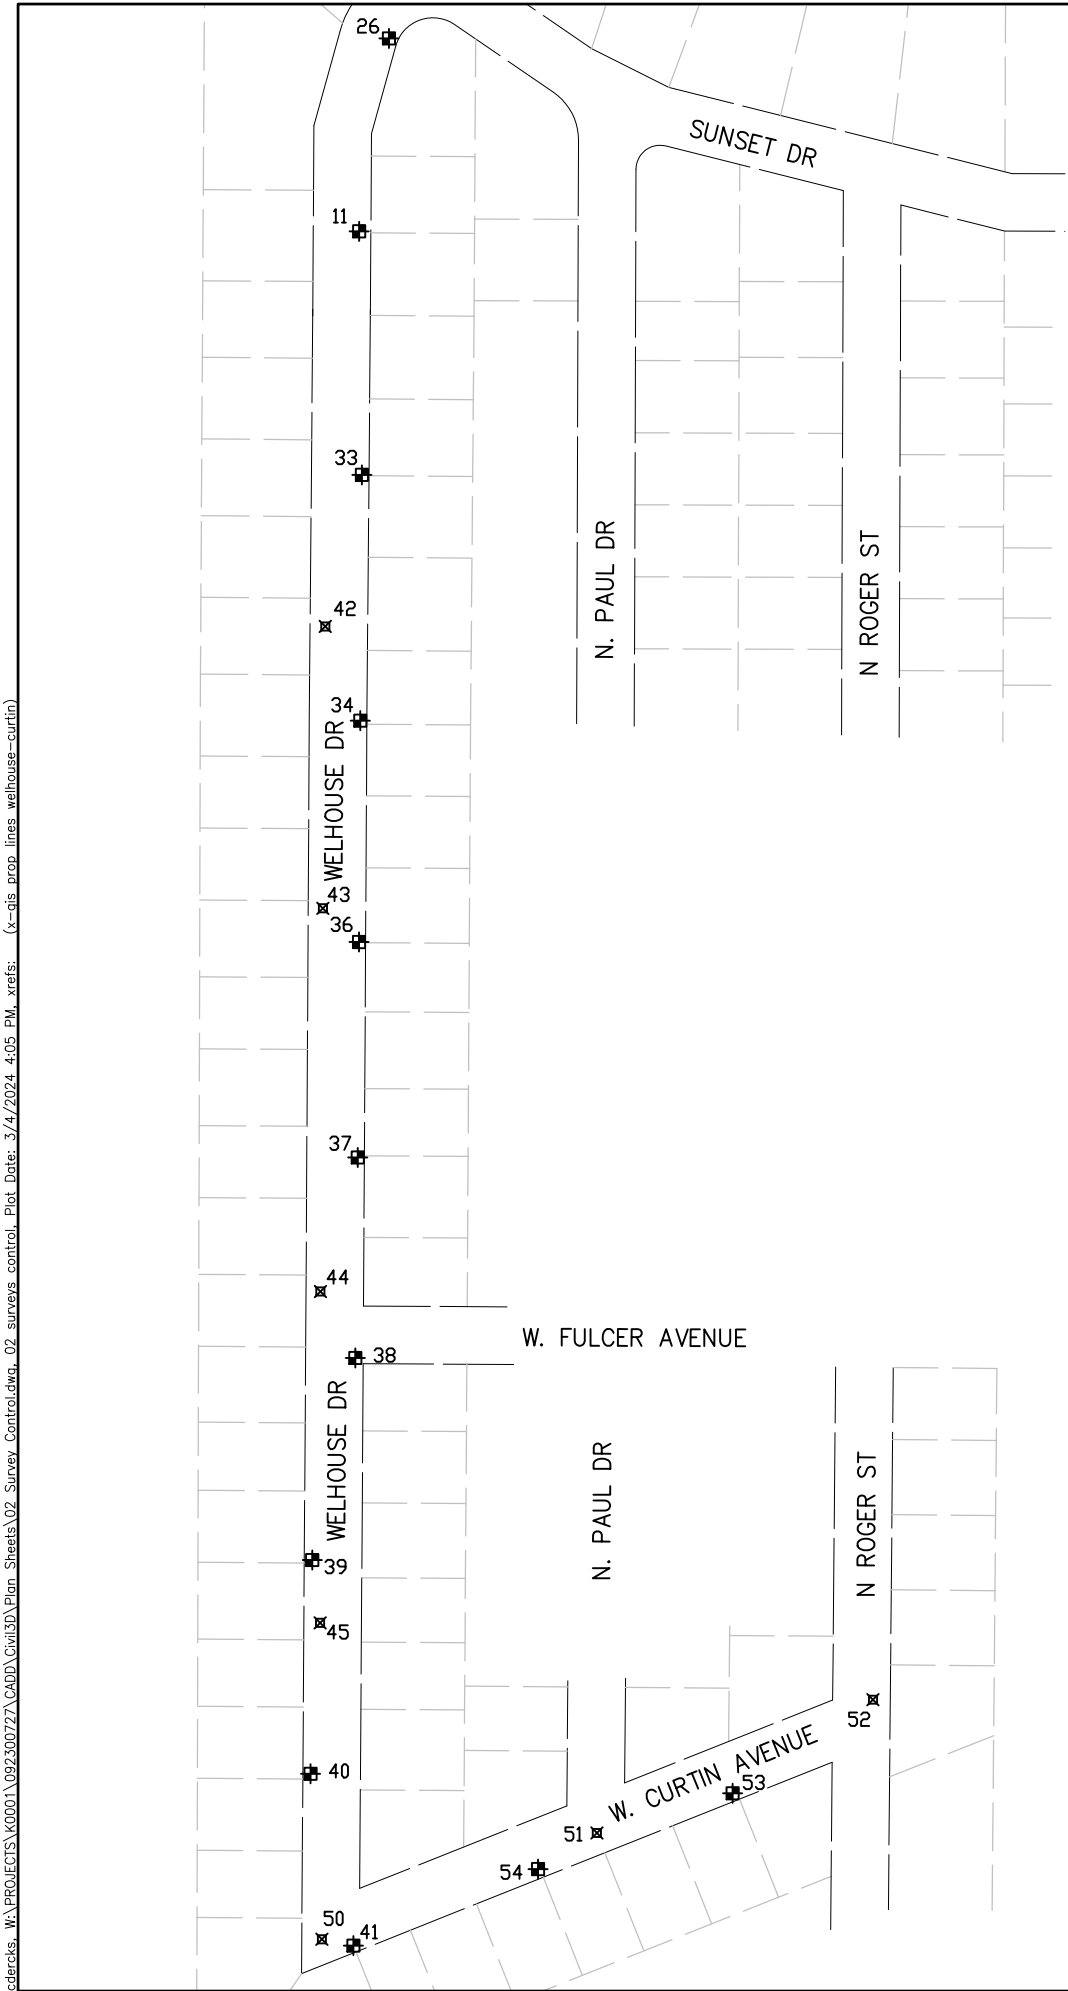 26
SUNSET DR
11
33
N. PAUL DR
N ROGER ST
42
34
WELHOUSE DR
43
36
37
44
W. FULCER AVENUE
38
WELHOUSE DR
N. PAUL DR
N ROGER ST
39
45
52
W. CURTIN AVENUE
53
40
51
54
50
41
cdercks, W:\PROJECTS\K0001\092300727\CADD\Civil3D\Plan Sheets\02 Survey Control.dwg, 02 surveys control, Plot Date: 3/4/2024 4:05 PM, xrefs: (x-gis prop lines welhouse-curtin)